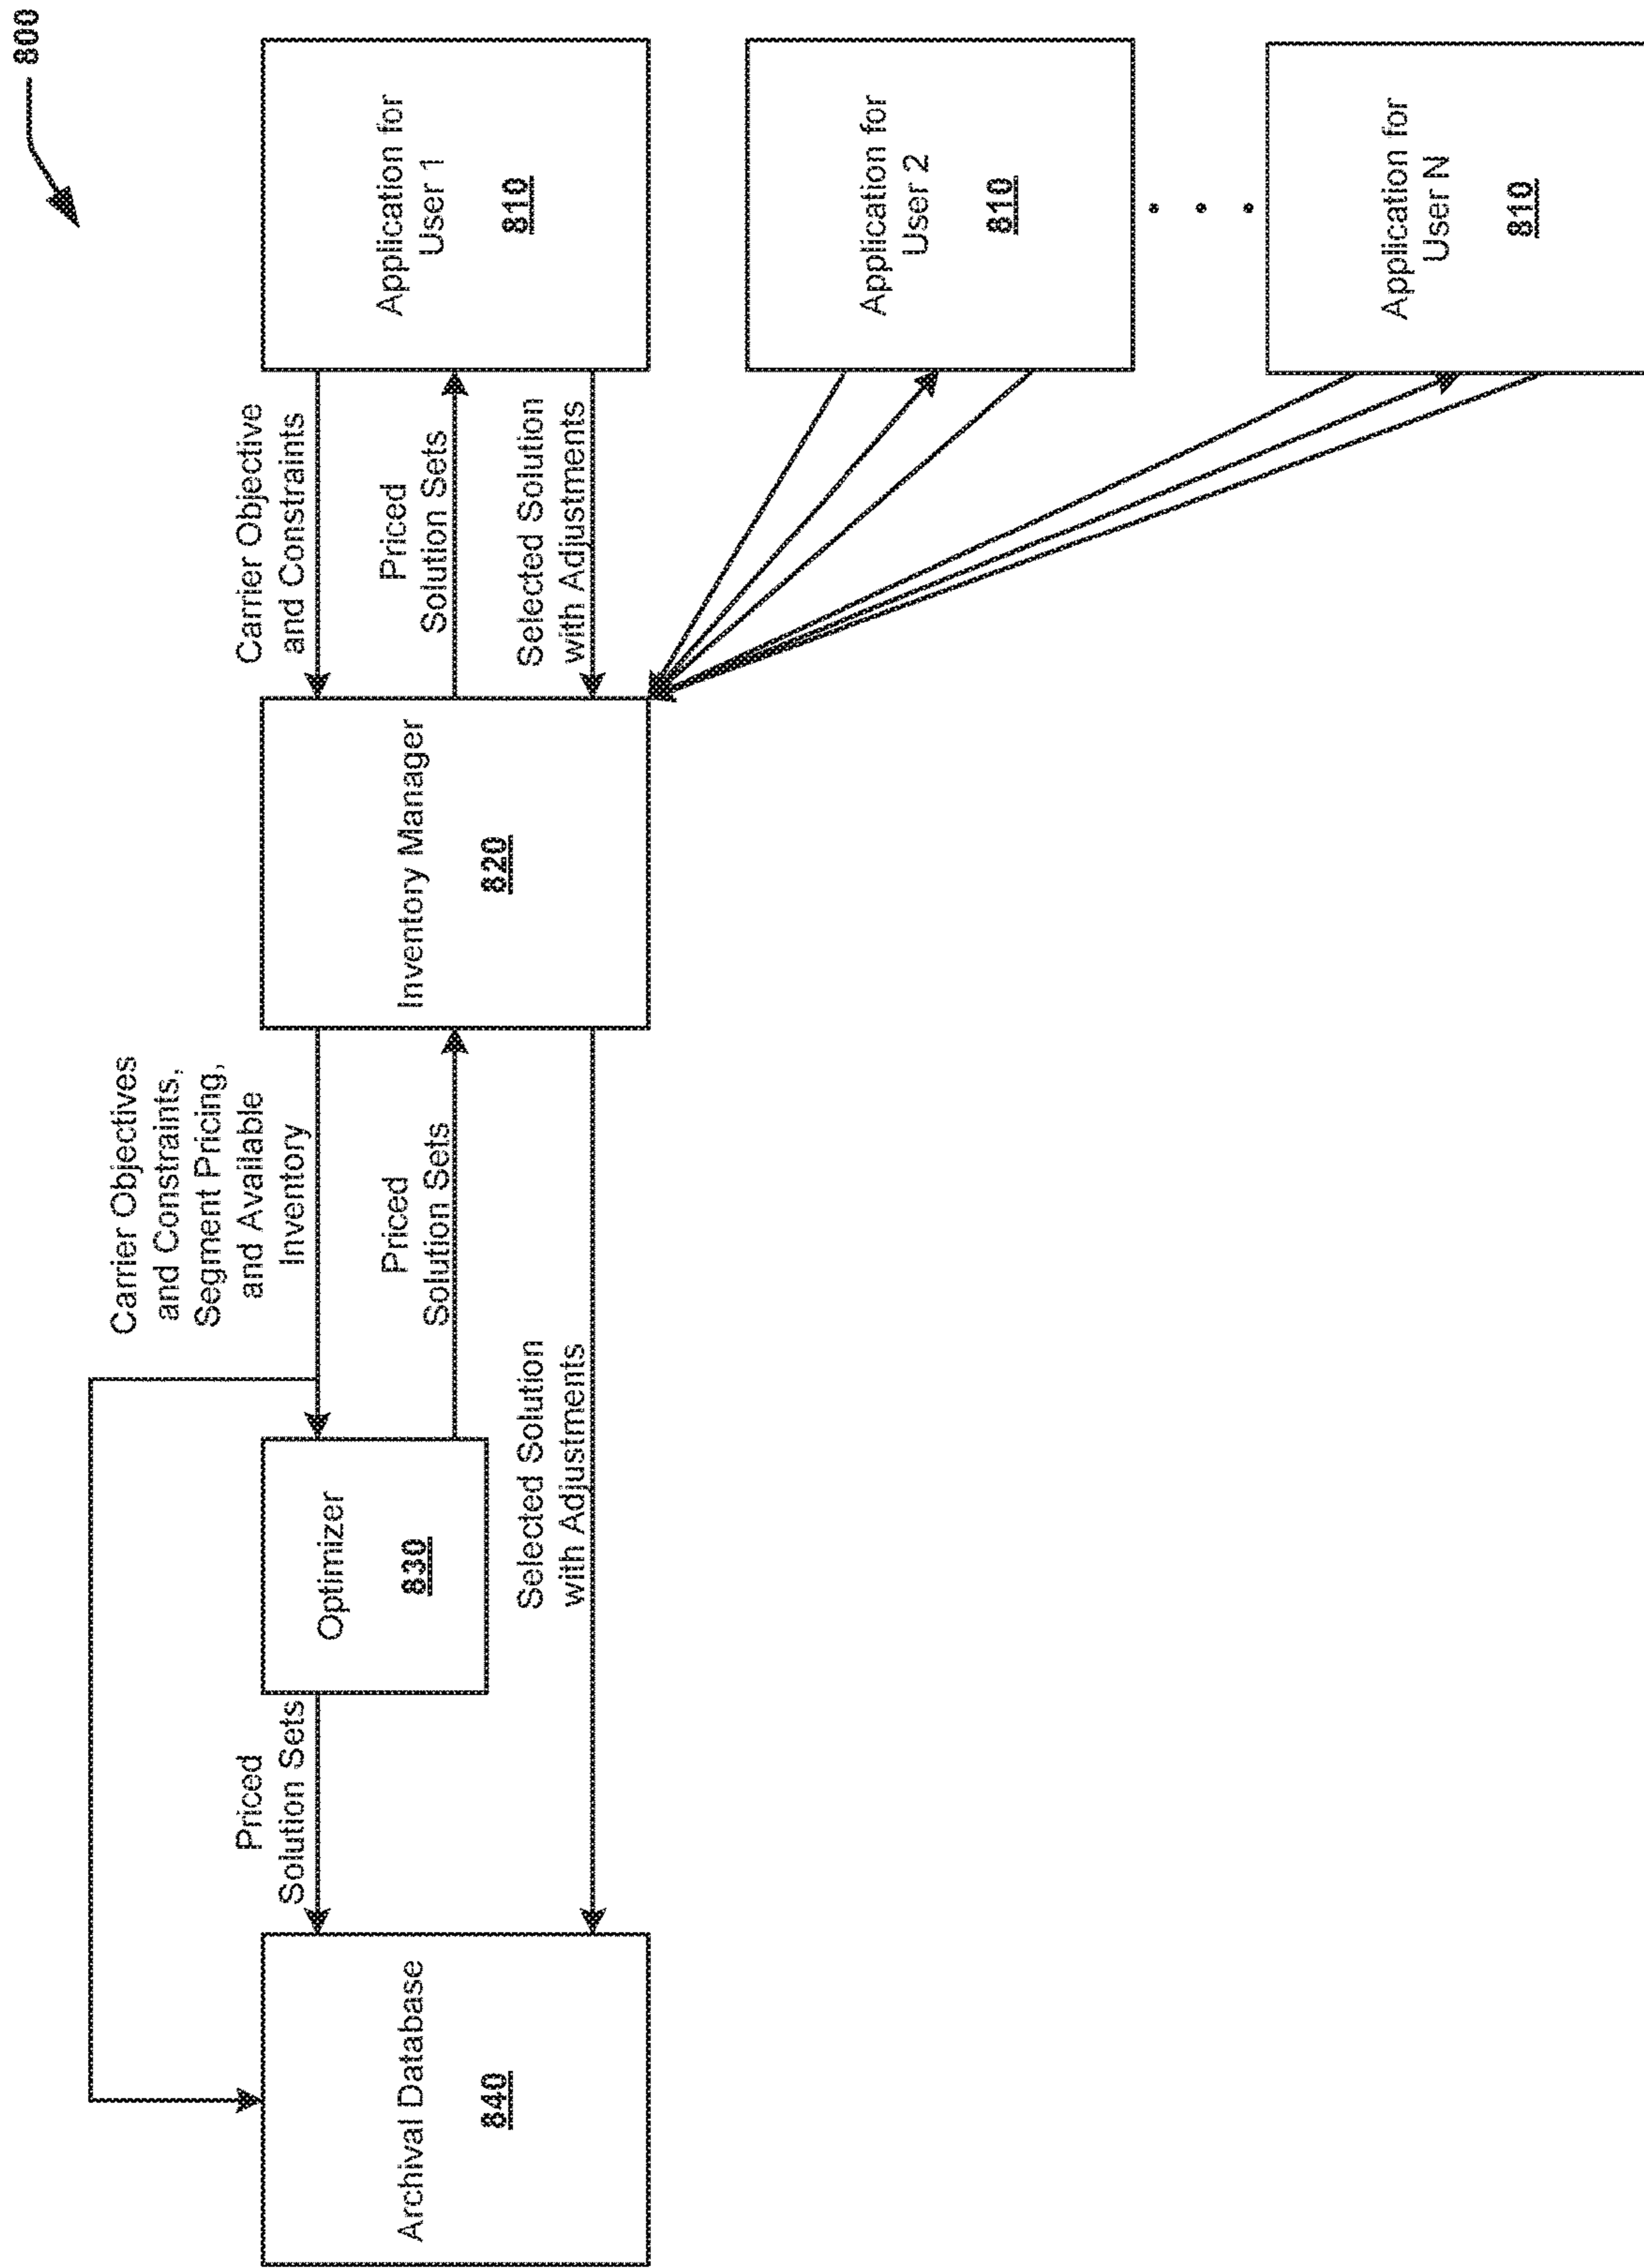 800
Archival Database
840
Priced
Solution Sets
Optimizer
830
Carrier Objectives
and Constraints,
Segment Pricing,
and Available
Inventory
Priced
Solution Sets
Selected Solution
with Adjustments
Inventory Manager
820
Carrier Objective
and Constraints
Priced
Solution Sets
Selected Solution
with Adjustments
Application for
User 1
810
Application for
User 2
810
Application for
User N
810